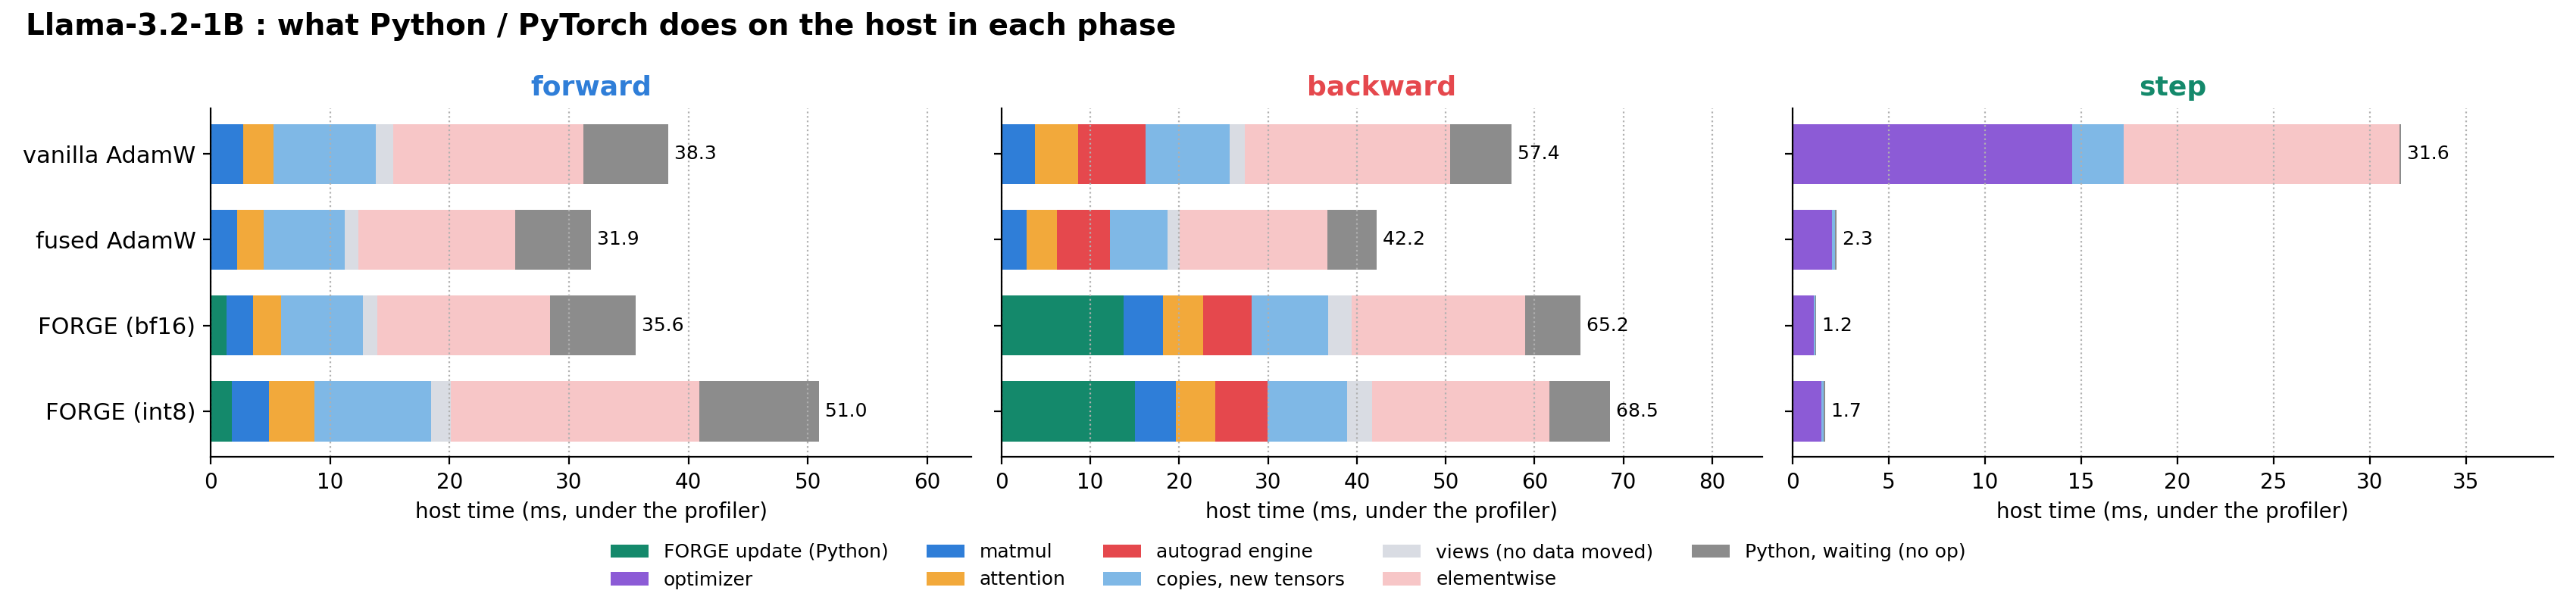 Llama-3.2-1B : what Python / PyTorch does on the host in each phase
forward
backward
step
vanilla AdamW
fused AdamW
FORGE (bf16)
FORGE (int8)
38.3
31.9
35.6
51.0
0 10 20 30 40 50 60
host time (ms, under the profiler)
57.4
42.2
65.2
68.5
0 10 20 30 40 50 60 70 80
host time (ms, under the profiler)
31.6
2.3
1.2
1.7
0 5 10 15 20 25 30 35
host time (ms, under the profiler)
FORGE update (Python)
optimizer
matmul
attention
autograd engine
copies, new tensors
views (no data moved)
elementwise
Python, waiting (no op)